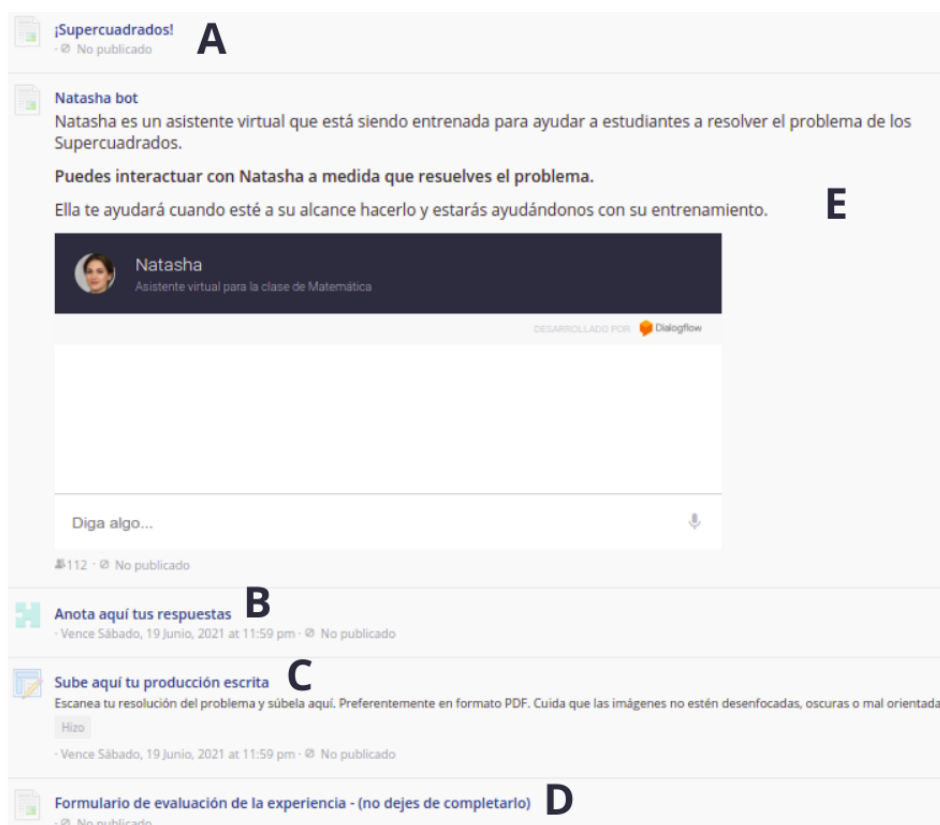 ¡Supercuadrados!
A
· No publicado
Natasha bot
Natasha es un asistente virtual que está siendo entrenada para ayudar a estudiantes a resolver el problema de los
Supercuadrados.
Puedes interactuar con Natasha a medida que resuelves el problema.
Ella te ayudará cuando esté a su alcance hacerlo y estarás ayudándonos con su entrenamiento.
E
Natasha
Asistente virtual para la clase de Matemática
DESARROLLADO POR Dialogflow
Diga algo...
112 · No publicado
Anota aquí tus respuestas
B
· Vence Sábado, 19 Junio, 2021 at 11:59 pm · No publicado
Sube aquí tu producción escrita
C
Escanea tu resolución del problema y súbela aquí. Preferentemente en formato PDF. Cuida que las imágenes no estén desenfocadas, oscuras o mal orientada
Hizo
· Vence Sábado, 19 Junio, 2021 at 11:59 pm · No publicado
Formulario de evaluación de la experiencia - (no dejes de completarlo)
D
· No publicado